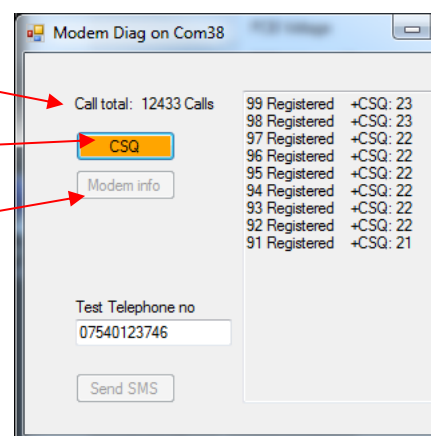 Modem Diag on Com38
Call total: 12433 Calls
CSQ
Modem info
99 Registered +CSQ: 23
98 Registered +CSQ: 23
97 Registered +CSQ: 22
96 Registered +CSQ: 22
95 Registered +CSQ: 22
94 Registered +CSQ: 22
93 Registered +CSQ: 22
92 Registered +CSQ: 22
91 Registered +CSQ: 21
Test Telephone no
07540123746
Send SMS